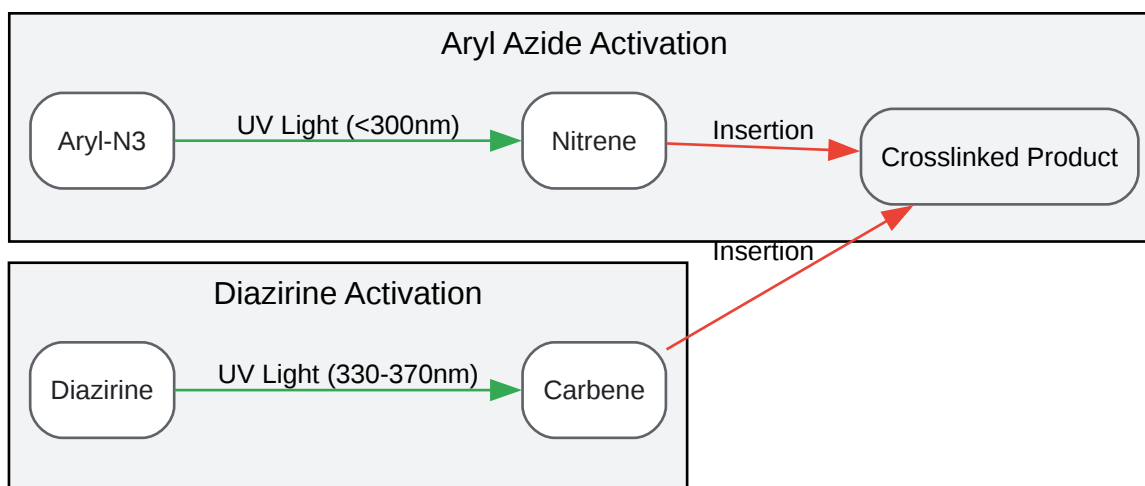 Aryl Azide Activation
Aryl-N3
UV Light (<300nm)
Nitrene
Insertion
Crosslinked Product
Insertion
Diazirine Activation
Diazirine
UV Light (330-370nm)
Carbene